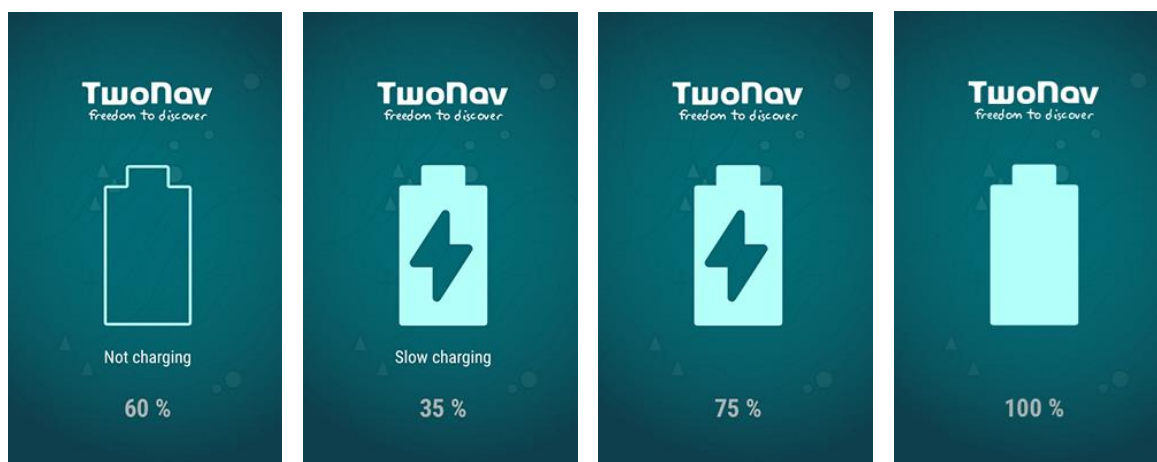 TwoNav
freedom to discover
Not charging
60 %
TwoNav
freedom to discover
Slow charging
35 %
TwoNav
freedom to discover
75 %
TwoNav
freedom to discover
100 %